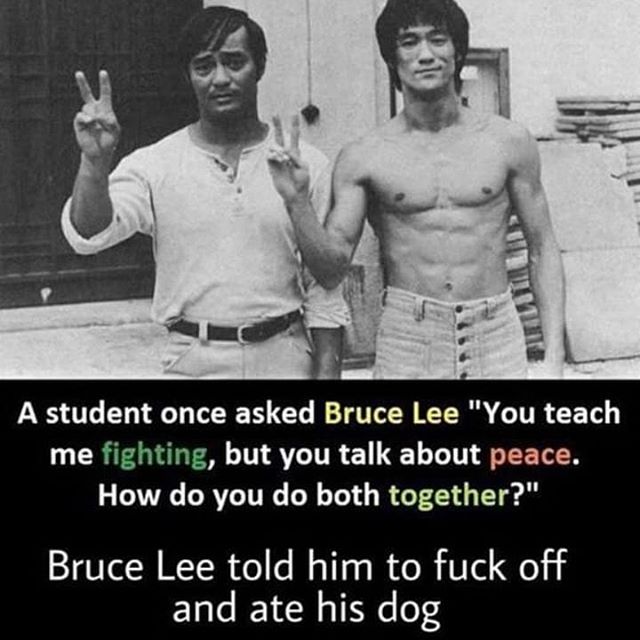 A student once asked Bruce Lee "You teach
me fighting, but you talk about peace.
How do you do both together?"
Bruce Lee told him to fuck off
and ate his dog